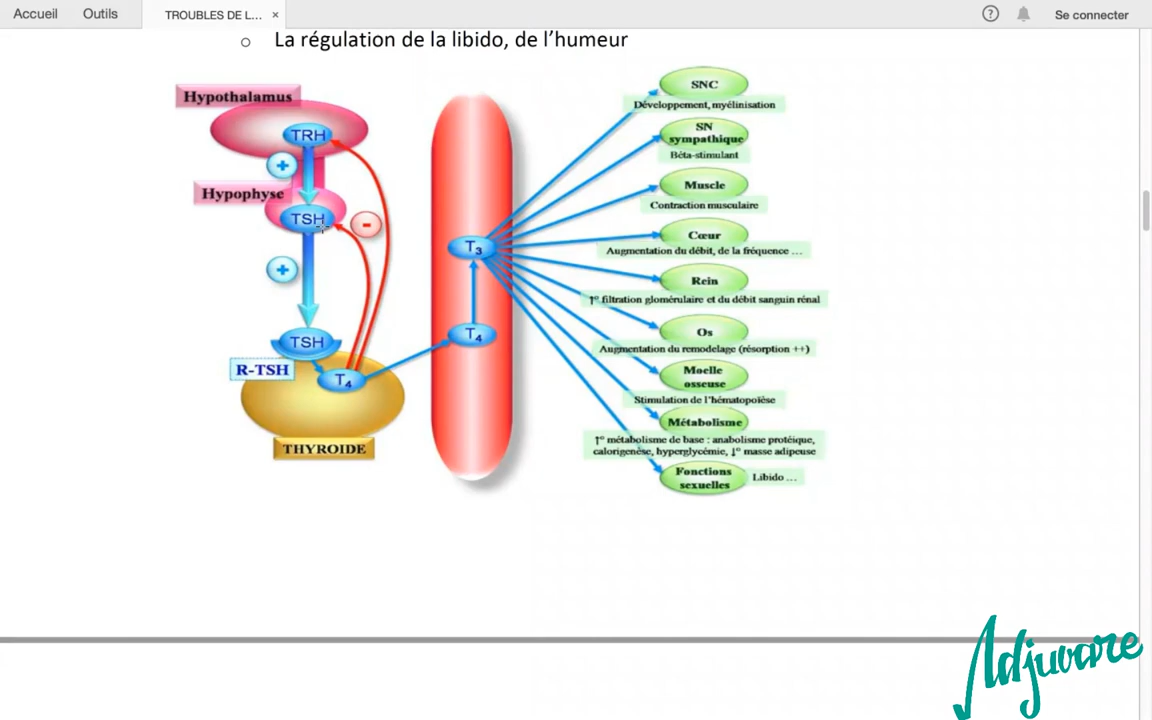 Accueil Outils TROUBLES DE L... × ? Se connecter
o La régulation de la libido, de l'humeur
Hypothalamus
TRH
+
Hypophyse
TSH
-
+
TSH
R-TSH
T4
THYROIDE
T3
T4
SNC
Développement, myélinisation
SN
sympathique
Béta-stimulant
Muscle
Contraction musculaire
Cœur
Augmentation du débit, de la fréquence ...
Rein
↑° filtration glomérulaire et du débit sanguin rénal
Os
Augmentation du remodelage (résorption ++)
Moelle
osseuse
Stimulation de l'hématopoïèse
Métabolisme
↑° métabolisme de base : anabolisme protéique,
calorigenèse, hyperglycémie, ↓° masse adipeuse
Fonctions
sexuelles
Libido ...
Adjuvare